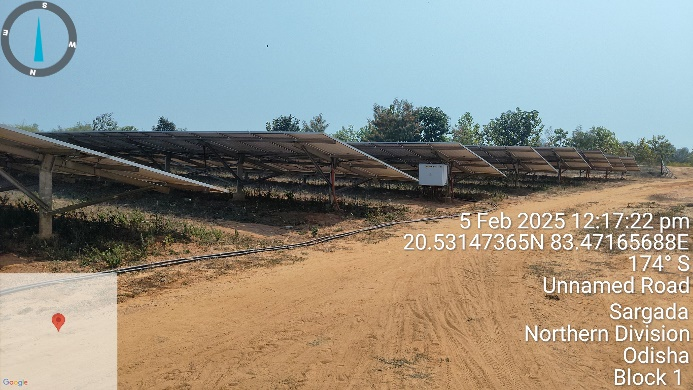 S
W
N
5 Feb 2025 12:17:22 pm
20.53147365N 83.47165688E
174° S
Unnamed Road
Sargada
Northern Division
Odisha
Block 1
Google